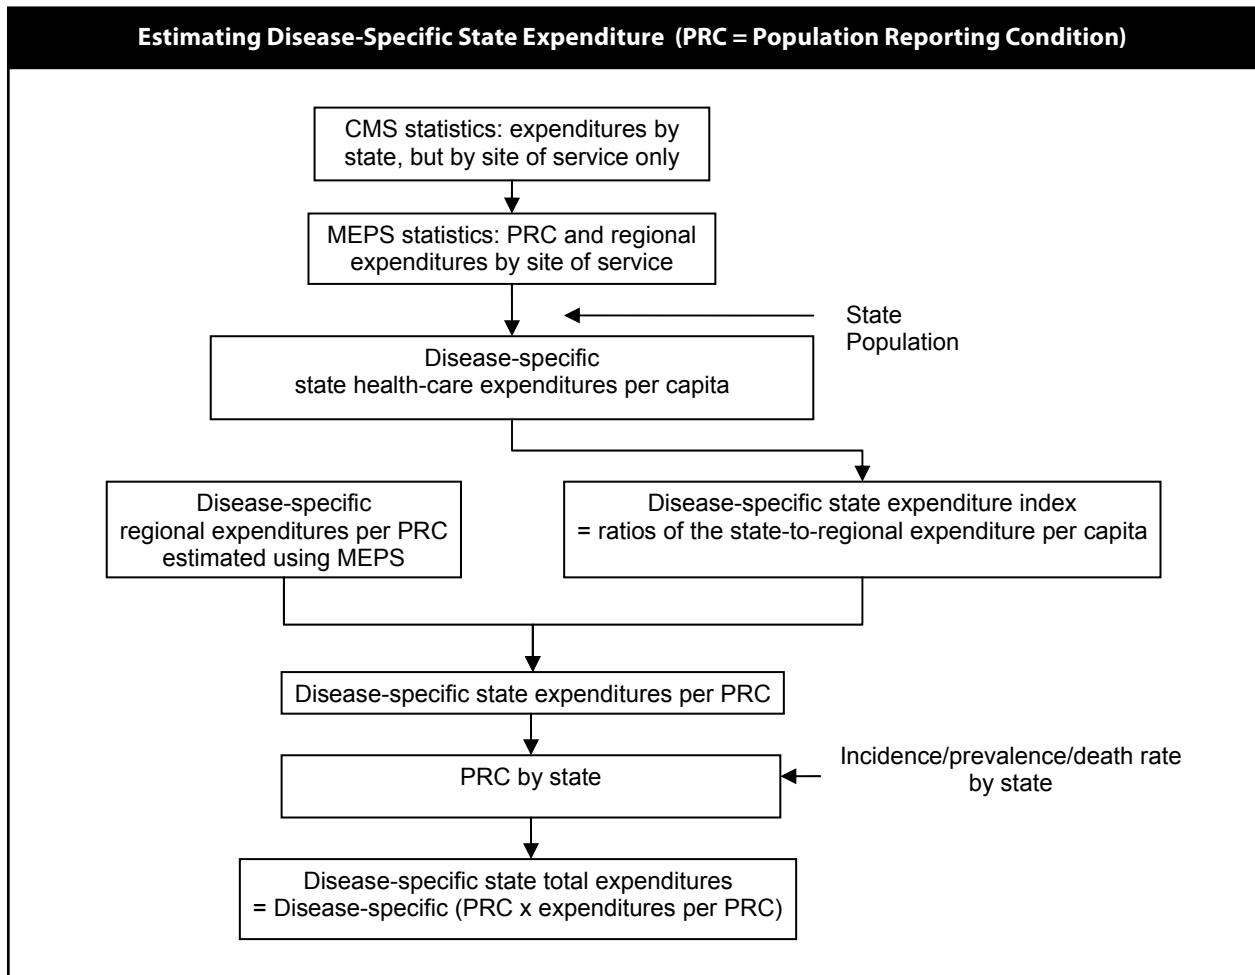 Estimating Disease-Specific State Expenditure (PRC = Population Reporting Condition)
CMS statistics: expenditures by
state, but by site of service only
MEPS statistics: PRC and regional
expenditures by site of service
State
Population
Disease-specific
state health-care expenditures per capita
Disease-specific
regional expenditures per PRC
estimated using MEPS
Disease-specific state expenditure index
= ratios of the state-to-regional expenditure per capita
Disease-specific state expenditures per PRC
PRC by state
Incidence/prevalence/death rate
by state
Disease-specific state total expenditures
= Disease-specific (PRC x expenditures per PRC)